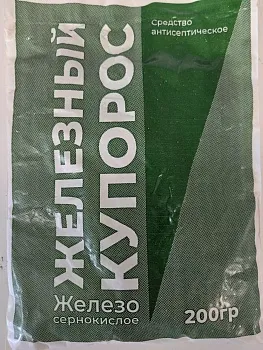 Средство
антисептическое
ЖЕЛЕЗНЫЙ
КУПОРОС
Железо
сернокислое
200гр